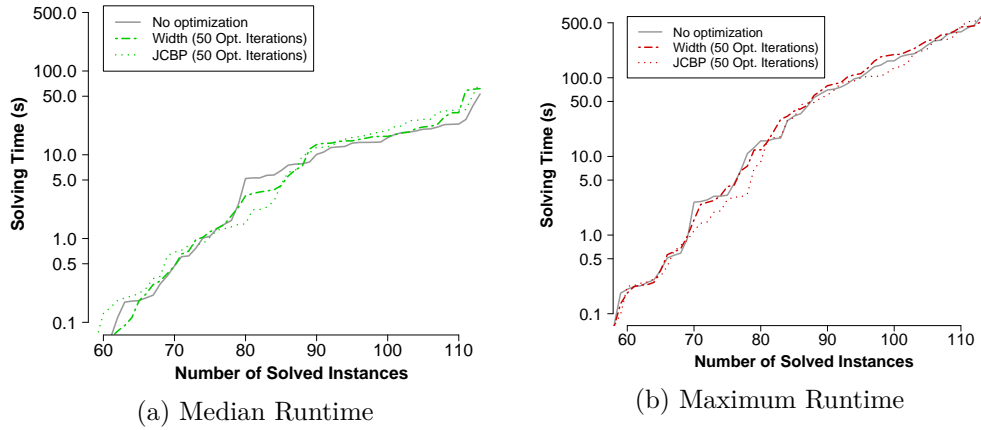 No optimization
Width (50 Opt. Iterations)
JCBP (50 Opt. Iterations)
Solving Time (s)
500.0
100.0
50.0
10.0
5.0
1.0
0.5
0.1
60 70 80 90 100 110
Number of Solved Instances
(a) Median Runtime
No optimization
Width (50 Opt. Iterations)
JCBP (50 Opt. Iterations)
Solving Time (s)
500.0
100.0
50.0
10.0
5.0
1.0
0.5
0.1
60 70 80 90 100 110
Number of Solved Instances
(b) Maximum Runtime